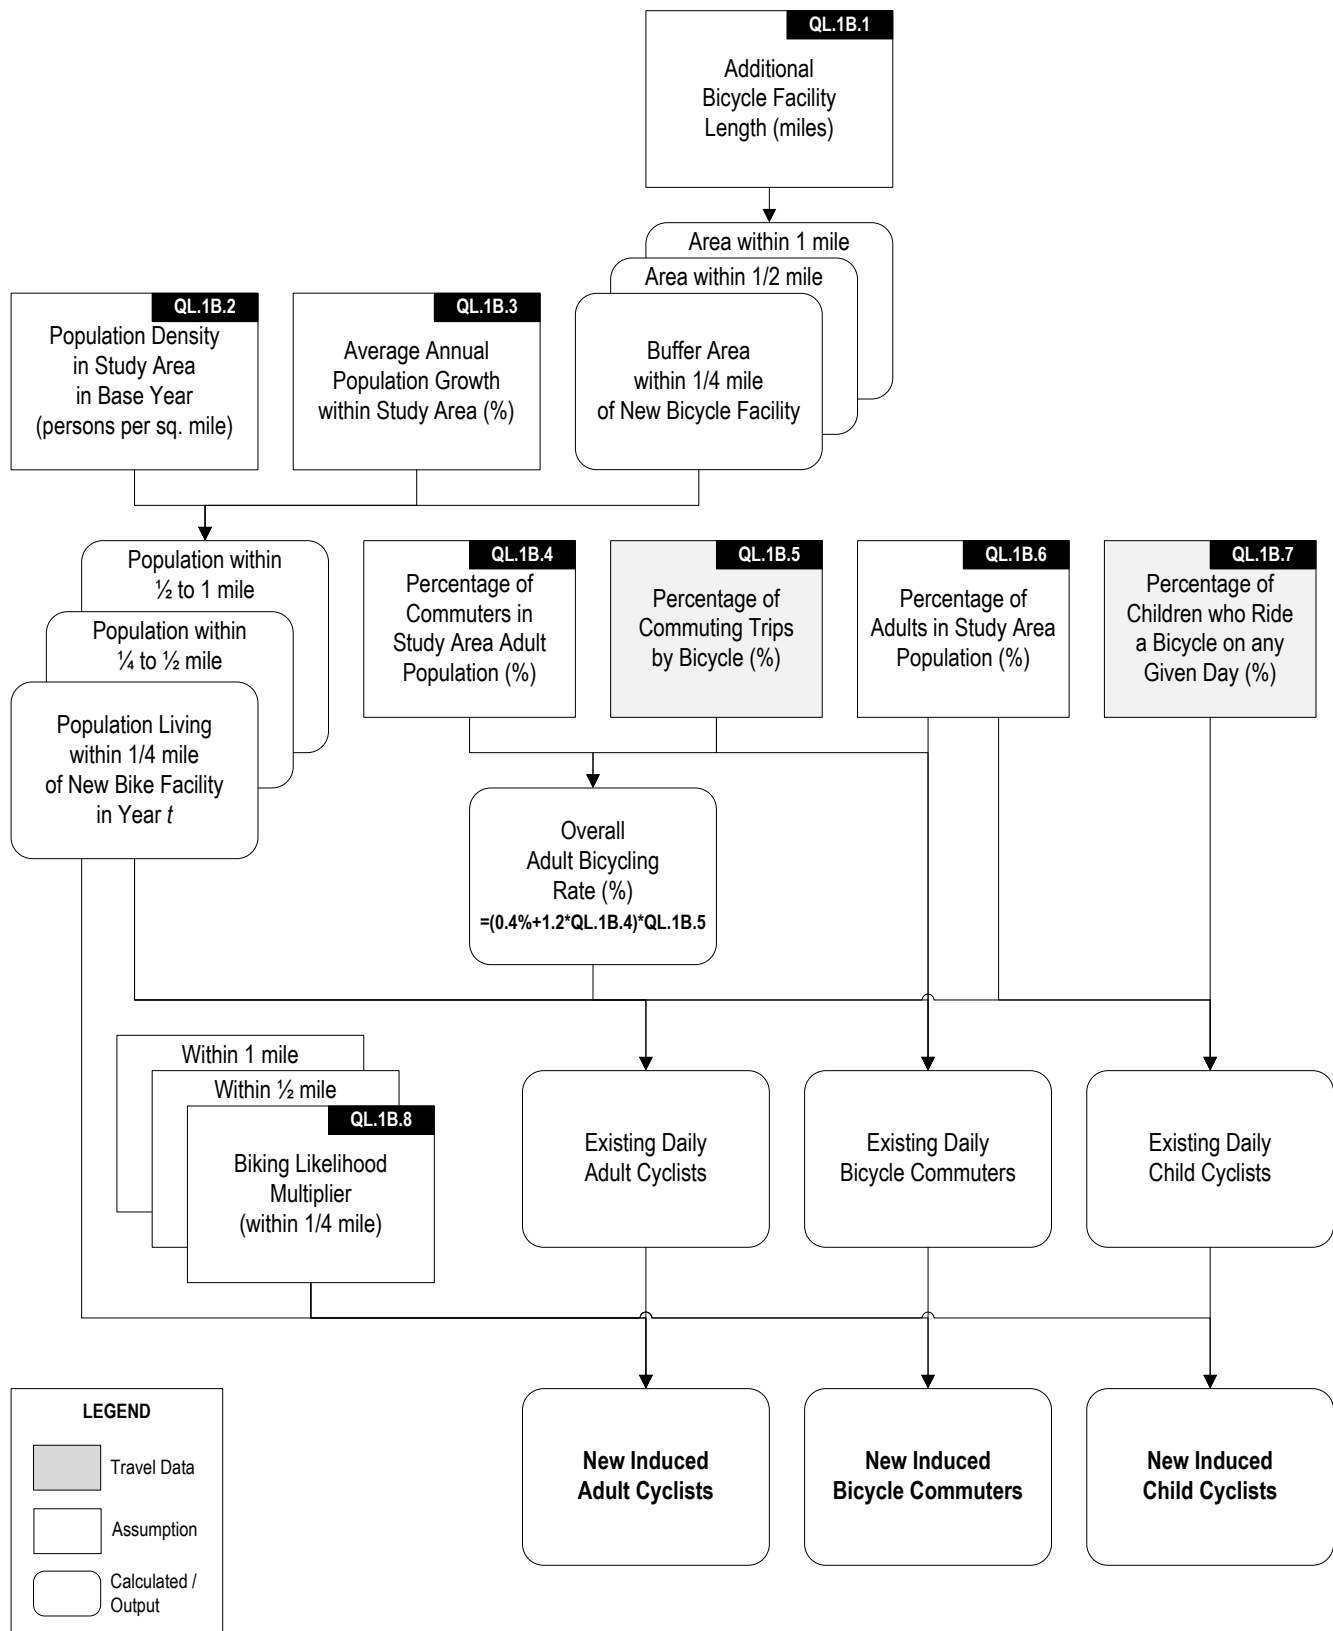 QL.1B.1
Additional
Bicycle Facility
Length (miles)
Area within 1 mile
Area within 1/2 mile
Buffer Area
within 1/4 mile
of New Bicycle Facility
QL.1B.2
Population Density
in Study Area
in Base Year
(persons per sq. mile)
QL.1B.3
Average Annual
Population Growth
within Study Area (%)
Population within
½ to 1 mile
Population within
¼ to ½ mile
Population Living
within 1/4 mile
of New Bike Facility
in Year t
QL.1B.4
Percentage of
Commuters in
Study Area Adult
Population (%)
QL.1B.5
Percentage of
Commuting Trips
by Bicycle (%)
QL.1B.6
Percentage of
Adults in Study Area
Population (%)
QL.1B.7
Percentage of
Children who Ride
a Bicycle on any
Given Day (%)
Overall
Adult Bicycling
Rate (%)
=(0.4%+1.2*QL.1B.4)*QL.1B.5
Within 1 mile
Within ½ mile
QL.1B.8
Biking Likelihood
Multiplier
(within 1/4 mile)
Existing Daily
Adult Cyclists
Existing Daily
Bicycle Commuters
Existing Daily
Child Cyclists
New Induced
Adult Cyclists
New Induced
Bicycle Commuters
New Induced
Child Cyclists
LEGEND
Travel Data
Assumption
Calculated /
Output